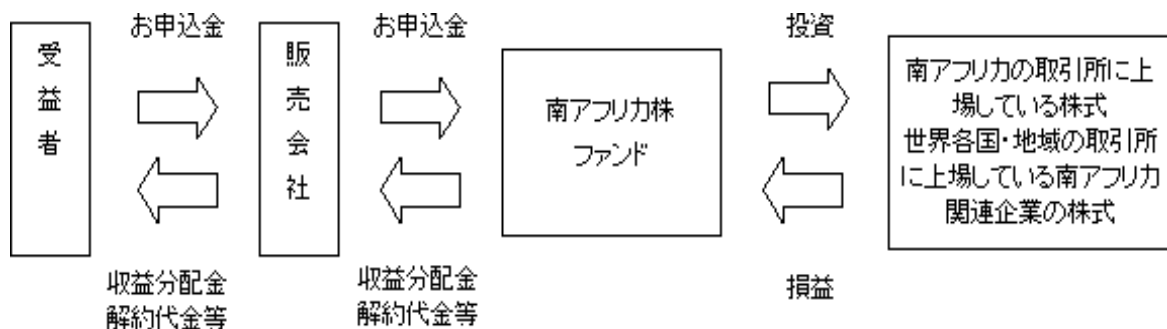 お申込金
お申込金
投資
受益者
販売会社
南アフリカ株
ファンド
南アフリカの取引所に上
場している株式
世界各国・地域の取引所
に上場している南アフリカ
関連企業の株式
収益分配金
解約代金等
収益分配金
解約代金等
損益